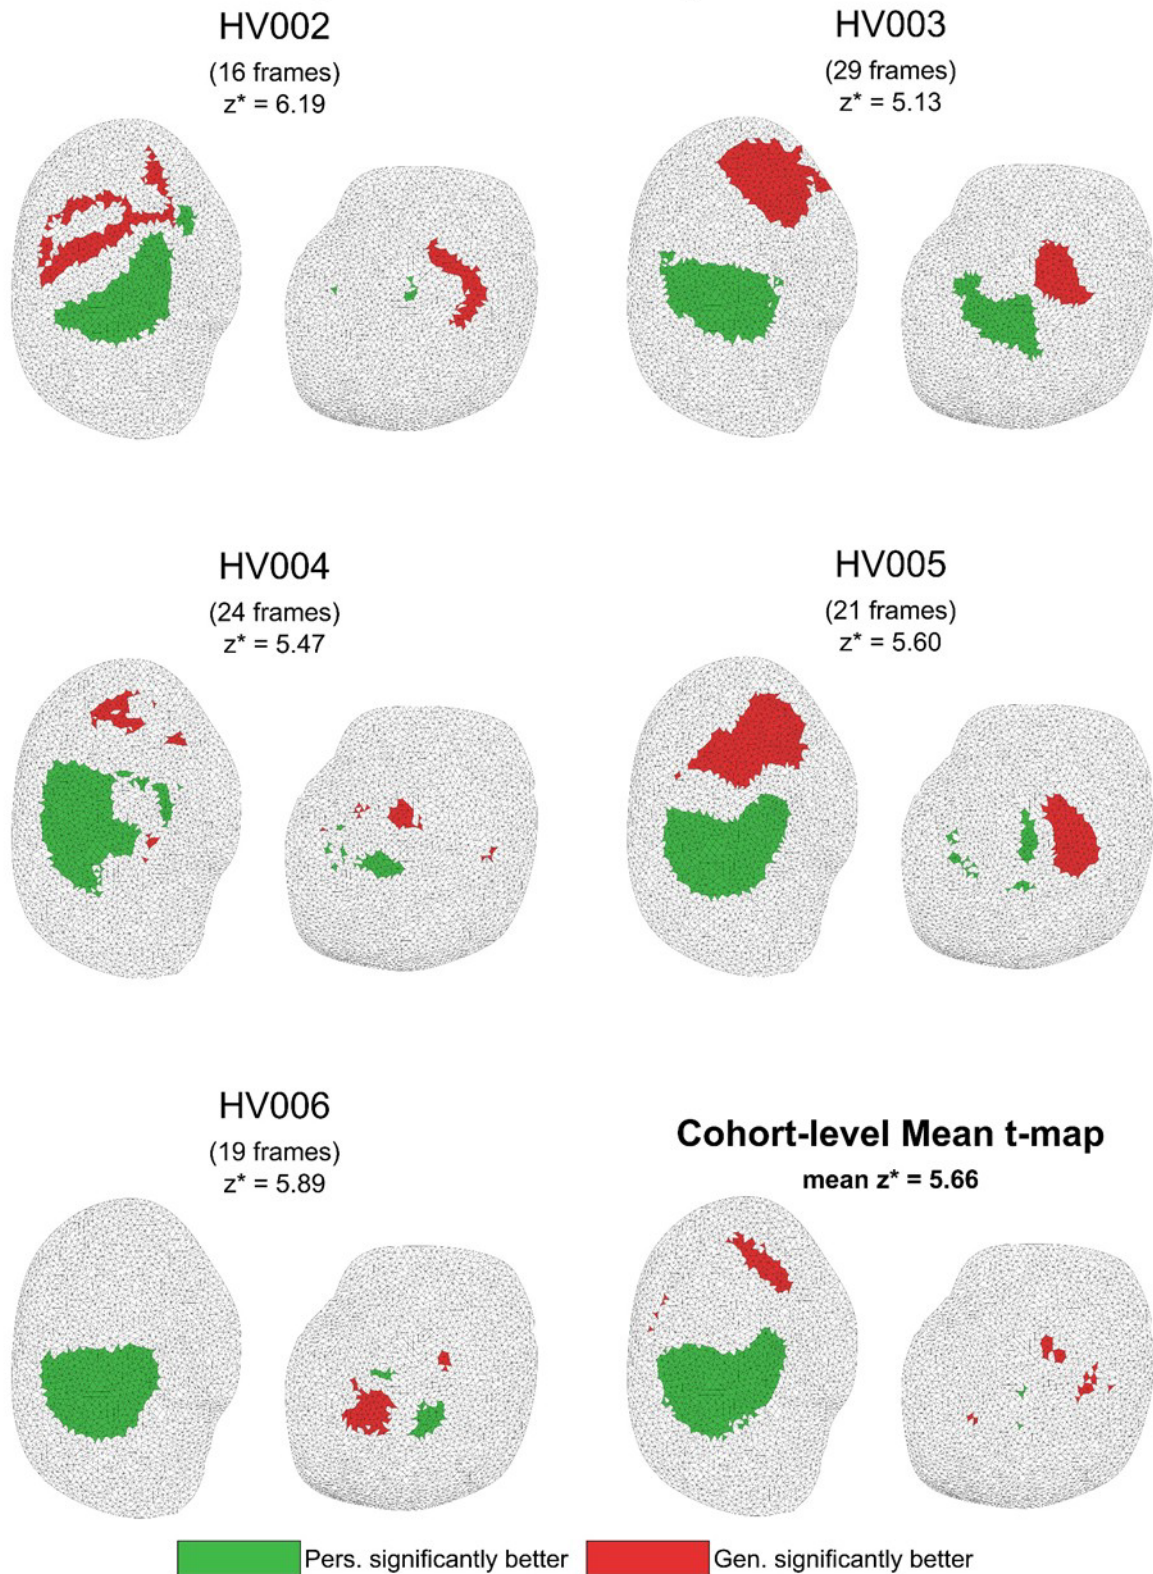 HV002
(16 frames)
z* = 6.19
HV003
(29 frames)
z* = 5.13
HV004
(24 frames)
z* = 5.47
HV005
(21 frames)
z* = 5.60
HV006
(19 frames)
z* = 5.89
Cohort-level Mean t-map
mean z* = 5.66
Pers. significantly better
Gen. significantly better